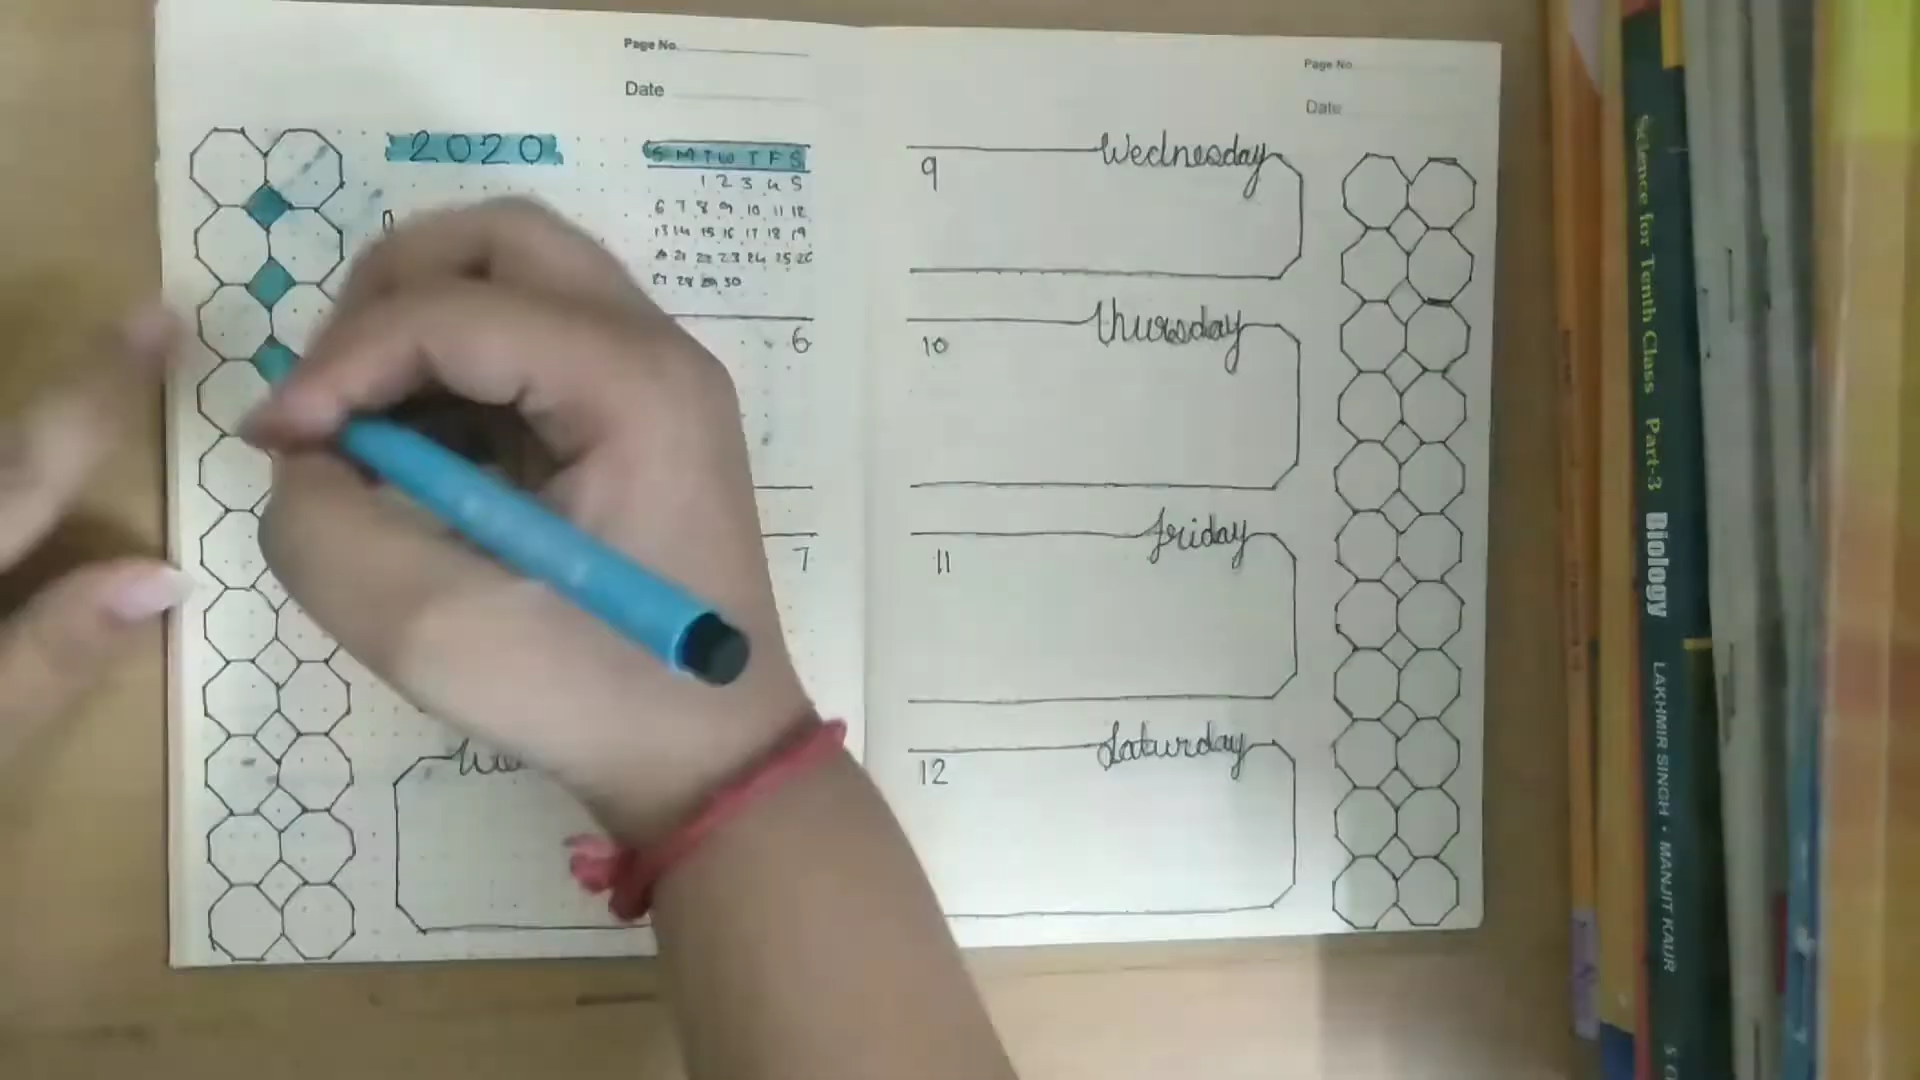 Page No.
Date
2020
S M T W T F S
1 2 3 4 5
6 7 8 9 10 11 12
13 14 15 16 17 18 19
20 21 22 23 24 25 26
27 28 29 30
6
7
Page No.
Date
Wednesday
9
Thursday
10
Friday
11
Saturday
12
Science for Tenth Class Part-3 Biology LAKHMIR SINGH • MANJIT KAUR